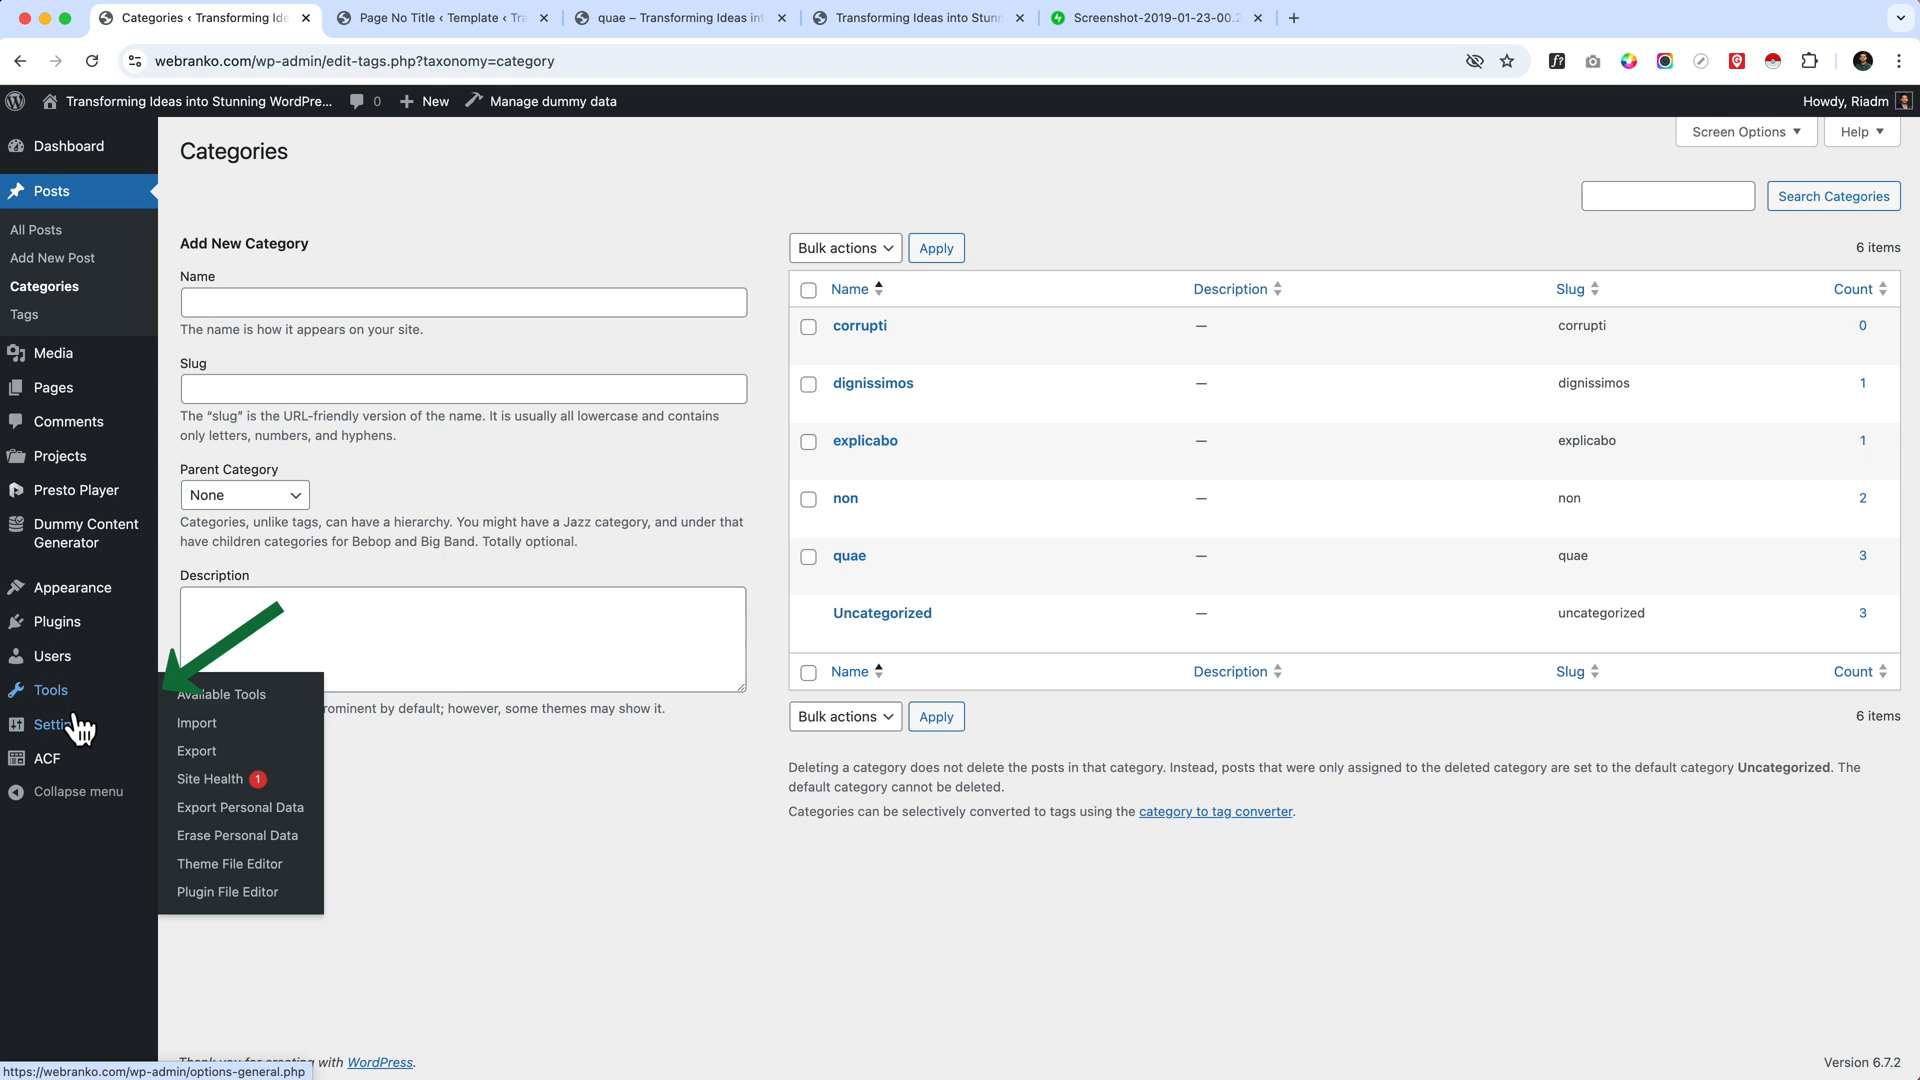 Categories ‹ Transforming Ide
Page No Title ‹ Template ‹ Tra
quae – Transforming Ideas int
Transforming Ideas into Stunn
Screenshot-2019-01-23-00.2
webranko.com/wp-admin/edit-tags.php?taxonomy=category
Transforming Ideas into Stunning WordPre...
0
New
Manage dummy data
Howdy, Riadm
Dashboard
Posts
All Posts
Add New Post
Categories
Tags
Media
Pages
Comments
Projects
Presto Player
Dummy Content
Generator
Appearance
Plugins
Users
Tools
ACF
Collapse menu
Available Tools
Import
Export
Site Health 1
Export Personal Data
Erase Personal Data
Theme File Editor
Plugin File Editor
Categories
Screen Options
Help
Search Categories
Add New Category
Name
The name is how it appears on your site.
Slug
The “slug” is the URL-friendly version of the name. It is usually all lowercase and contains
only letters, numbers, and hyphens.
Parent Category
None
Categories, unlike tags, can have a hierarchy. You might have a Jazz category, and under that
have children categories for Bebop and Big Band. Totally optional.
Description
rominent by default; however, some themes may show it.
Bulk actions
Apply
6 items
Name Description Slug Count
corrupti — corrupti 0
dignissimos — dignissimos 1
explicabo — explicabo 1
non — non 2
quae — quae 3
Uncategorized — uncategorized 3
Name Description Slug Count
Bulk actions
Apply
6 items
Deleting a category does not delete the posts in that category. Instead, posts that were only assigned to the deleted category are set to the default category Uncategorized. The
default category cannot be deleted.
Categories can be selectively converted to tags using the category to tag converter.
Thank you for creating with WordPress.
Version 6.7.2
https://webranko.com/wp-admin/options-general.php